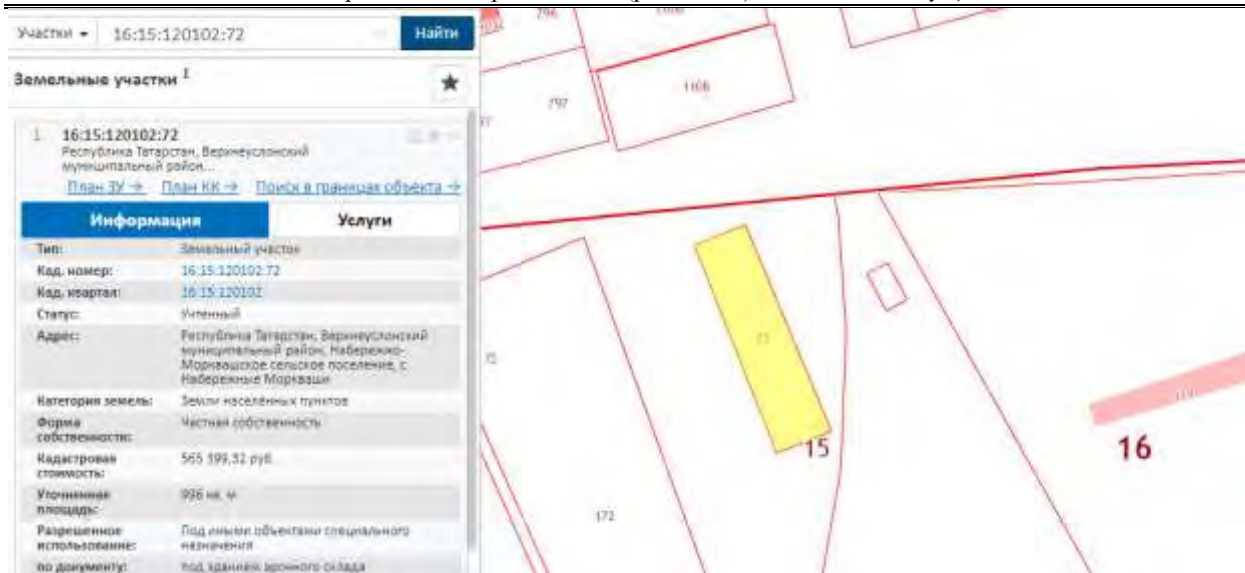 Участки 16:15:120102:72 Найти
Земельные участки 1
1. 16:15:120102:72
Республика Татарстан, Верхнеуслонский
муниципальный район...
План ЗУ → План КК → Поиск в границах объекта →
Информация Услуги
Тип: Земельный участок
Кад. номер: 16:15:120102:72
Кад. квартал: 16:15:120102
Статус: Учтенный
Адрес: Республика Татарстан, Верхнеуслонский
муниципальный район, Набережно-
Морквашское сельское поселение, с
Набережные Моркваши
Категория земель: Земли населённых пунктов
Форма
собственности: Частная собственность
Кадастровая
стоимость: 565 199,32 руб.
Уточненная
площадь: 996 кв. м
Разрешенное
использование: Под иными объектами специального
назначения
по документу: под зданием арочного склада
796
797
1108
72
15
16
172